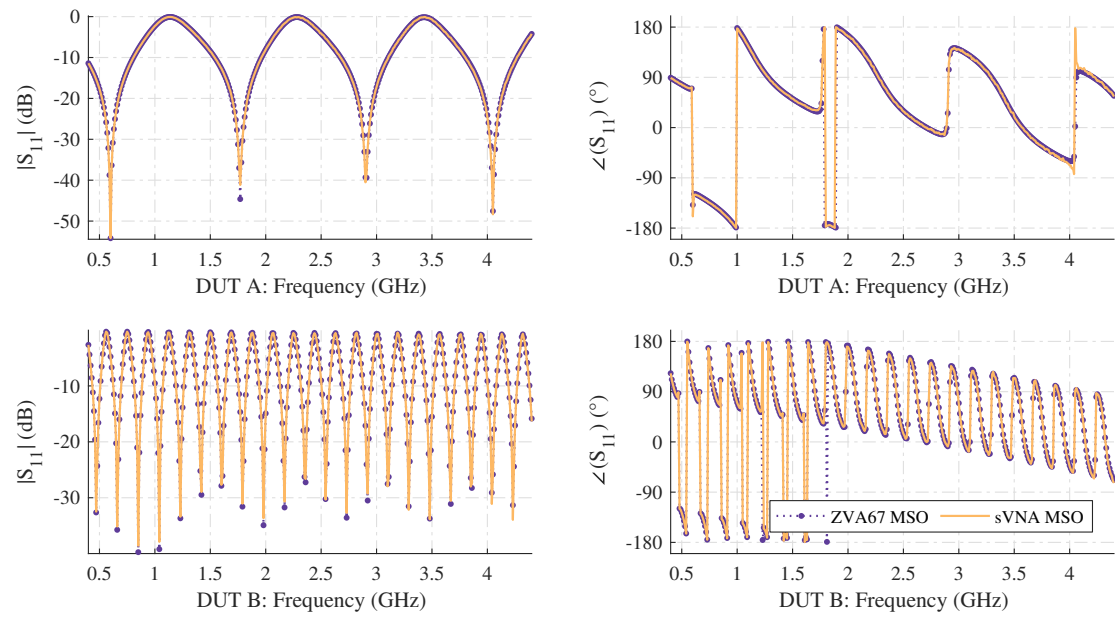 0
-10
-20
-30
-40
-50
|S11| (dB)
0.5 1 1.5 2 2.5 3 3.5 4
DUT A: Frequency (GHz)
180
90
0
-90
-180
∠(S11) (°)
0.5 1 1.5 2 2.5 3 3.5 4
DUT A: Frequency (GHz)
-10
-20
-30
|S11| (dB)
0.5 1 1.5 2 2.5 3 3.5 4
DUT B: Frequency (GHz)
180
90
0
-90
-180
∠(S11) (°)
ZVA67 MSO sVNA MSO
0.5 1 1.5 2 2.5 3 3.5 4
DUT B: Frequency (GHz)